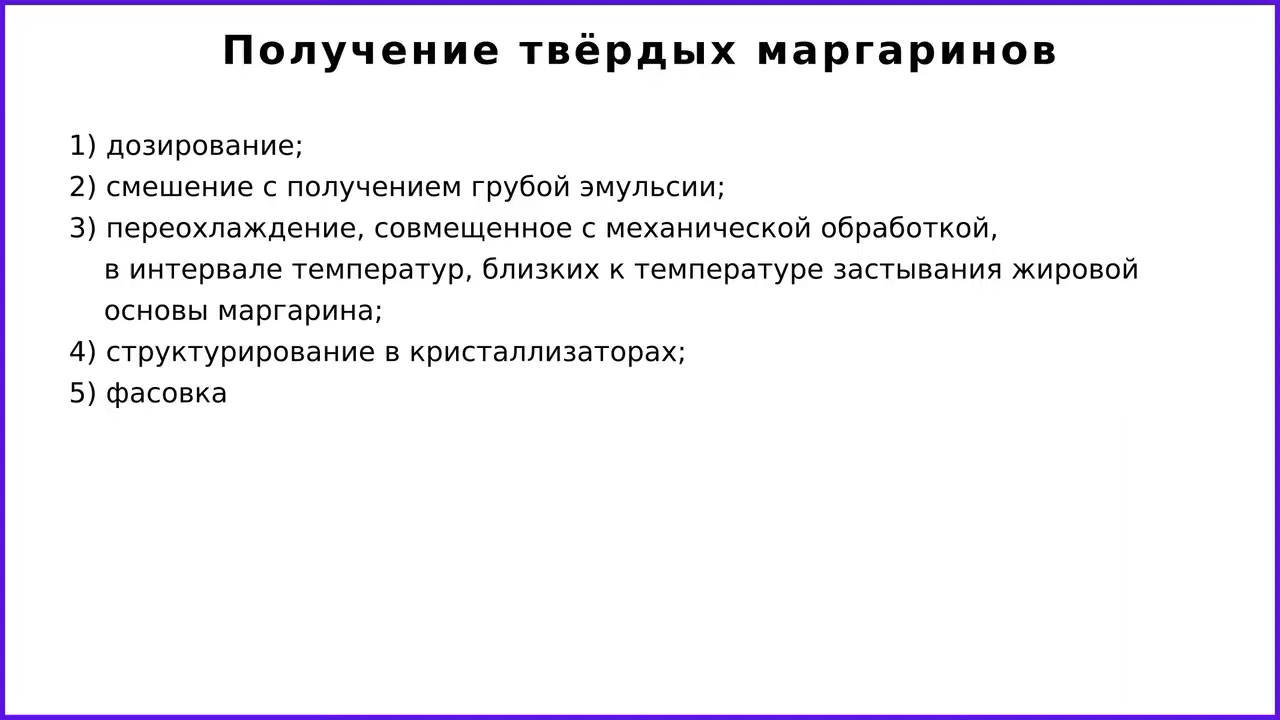 Получение твёрдых маргаринов
1) дозирование;
2) смешение с получением грубой эмульсии;
3) переохлаждение, совмещенное с механической обработкой,
в интервале температур, близких к температуре застывания жировой
основы маргарина;
4) структурирование в кристаллизаторах;
5) фасовка